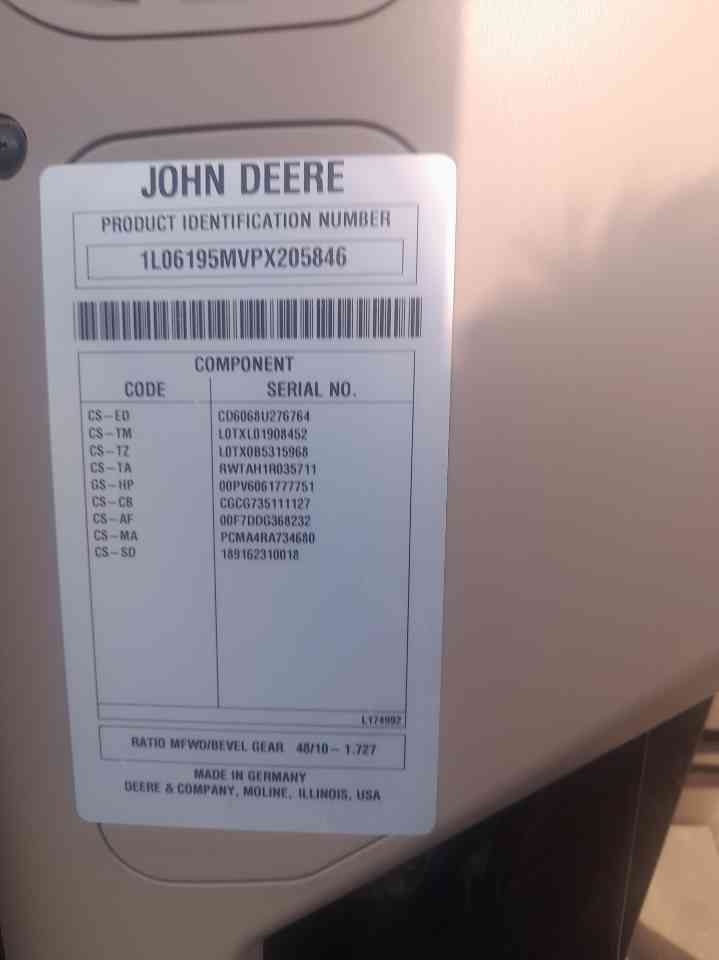 JOHN DEERE
PRODUCT IDENTIFICATION NUMBER
1L06195MVPX205846
COMPONENT
CODE SERIAL NO.
CS-ED CD6068U276764
CS-TM L0TXL01908452
CS-TZ L0TX0B5315968
CS-TA RWTAH1R035711
GS-HP 00PV6061777751
CS-CB CGCG735111127
CS-AF 00F7DDG368232
CS-MA PCMA4RA734680
CS-SD 189162310018
L174992
RATIO MFWD/BEVEL GEAR 48/10-1.727
MADE IN GERMANY
DEERE & COMPANY, MOLINE, ILLINOIS, USA